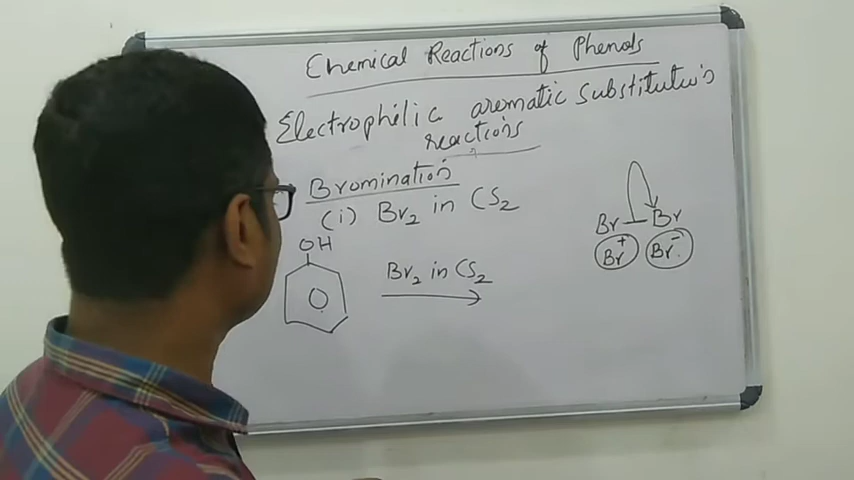 Chemical Reactions of Phenols
Electrophilic aromatic Substitution's
reactions
Bromination
(i) Br₂ in CS₂
OH
Br₂ in CS₂
Br — Br
Br⁺ Br⁻